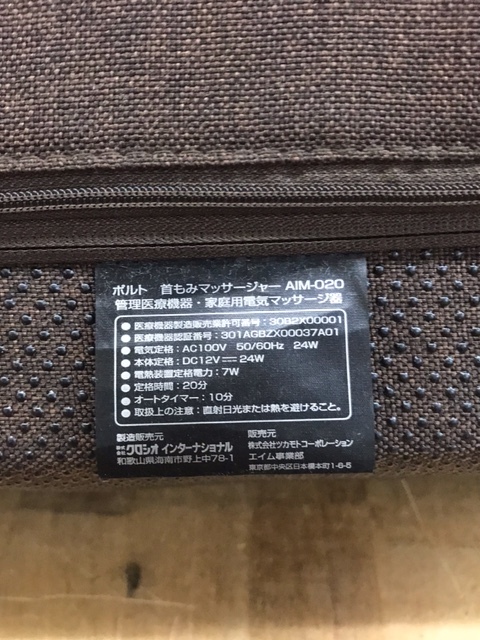 ボルト 首もみマッサージャー AIM-020
管理医療機器・家庭用電気マッサージ器
●医療機器製造販売業許可番号:30B2X00001
●医療機器認証番号:301AGBZX00037A01
●電気定格:AC100V 50/60Hz 24W
●本体定格:DC12V⎓24W
●電熱装置定格電力:7W
●定格時間:20分
●オートタイマー:10分
●取扱上の注意:直射日光または熱を避けること。
製造販売元
株式会社クロシオ インターナショナル
和歌山県海南市野上中78-1
販売元
株式会社ツカモトコーポレーション
エイム事業部
東京都中央区日本橋本町1-6-5